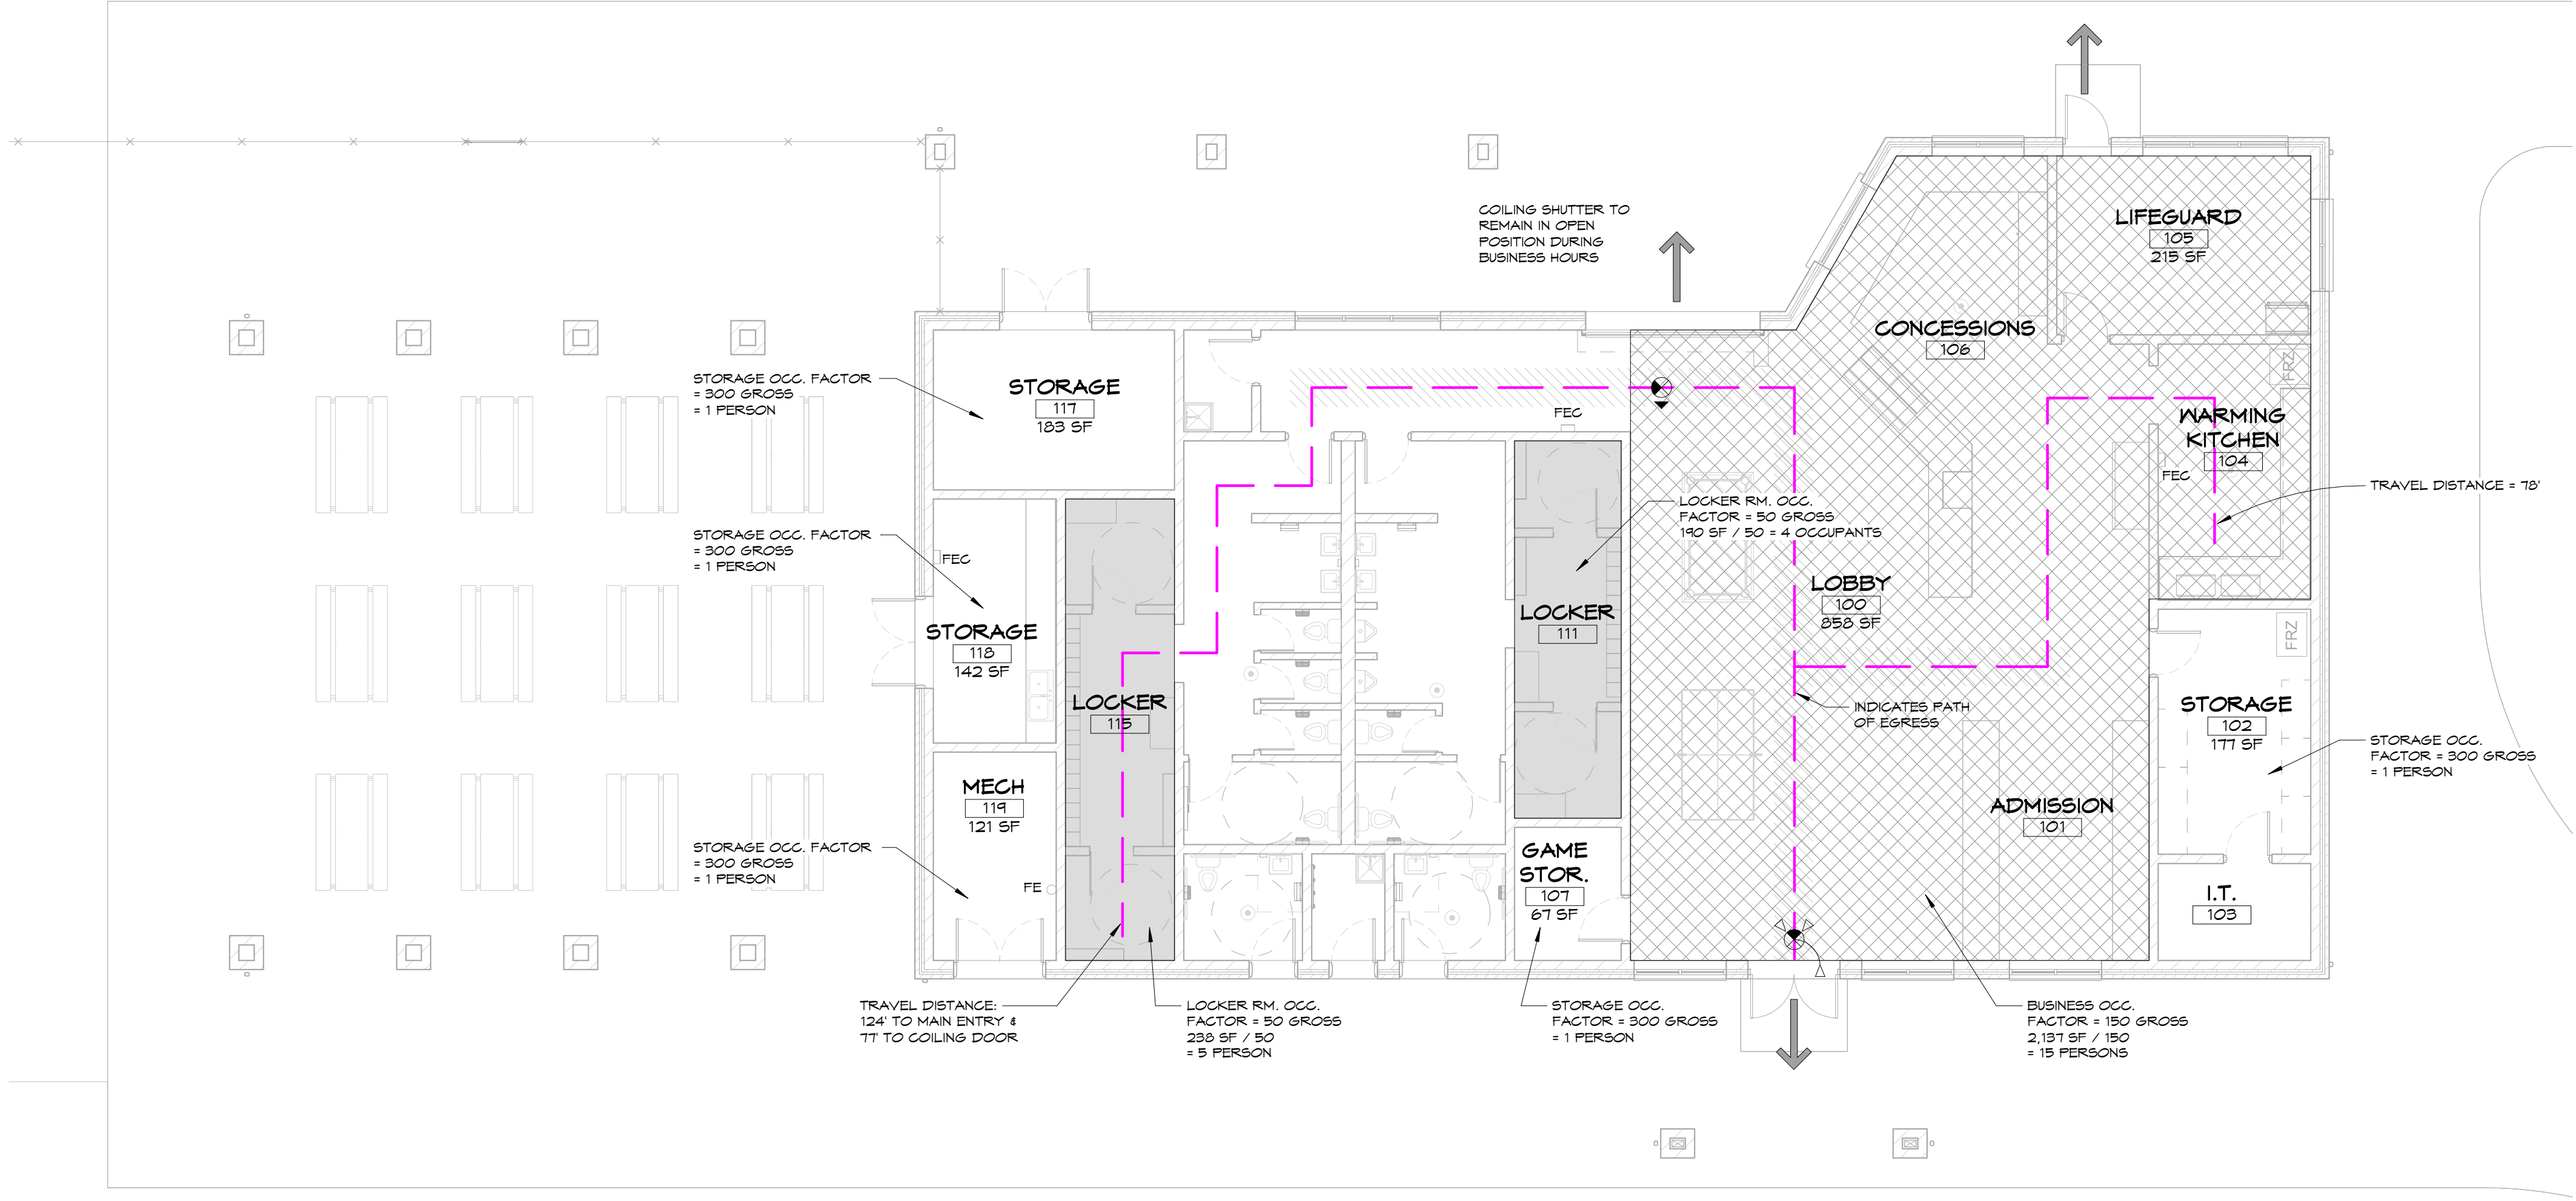 COILING SHUTTER TO
REMAIN IN OPEN
POSITION DURING
BUSINESS HOURS
LIFEGUARD
105
215 SF
CONCESSIONS
106
FRZ
WARMING
KITCHEN
104
FEC
TRAVEL DISTANCE = 78'
STORAGE OCC. FACTOR
= 300 GROSS
= 1 PERSON
STORAGE
117
183 SF
FEC
LOCKER RM. OCC.
FACTOR = 50 GROSS
190 SF / 50 = 4 OCCUPANTS
STORAGE OCC. FACTOR
= 300 GROSS
= 1 PERSON
FEC
STORAGE
118
142 SF
LOCKER
111
LOBBY
100
858 SF
FRZ
LOCKER
115
INDICATES PATH
OF EGRESS
STORAGE
102
177 SF
STORAGE OCC.
FACTOR = 300 GROSS
= 1 PERSON
MECH
119
121 SF
ADMISSION
101
STORAGE OCC. FACTOR
= 300 GROSS
= 1 PERSON
FE
GAME
STOR.
107
67 SF
I.T.
103
TRAVEL DISTANCE:
124' TO MAIN ENTRY &
77' TO COILING DOOR
LOCKER RM. OCC.
FACTOR = 50 GROSS
238 SF / 50
= 5 PERSON
STORAGE OCC.
FACTOR = 300 GROSS
= 1 PERSON
BUSINESS OCC.
FACTOR = 150 GROSS
2,137 SF / 150
= 15 PERSONS